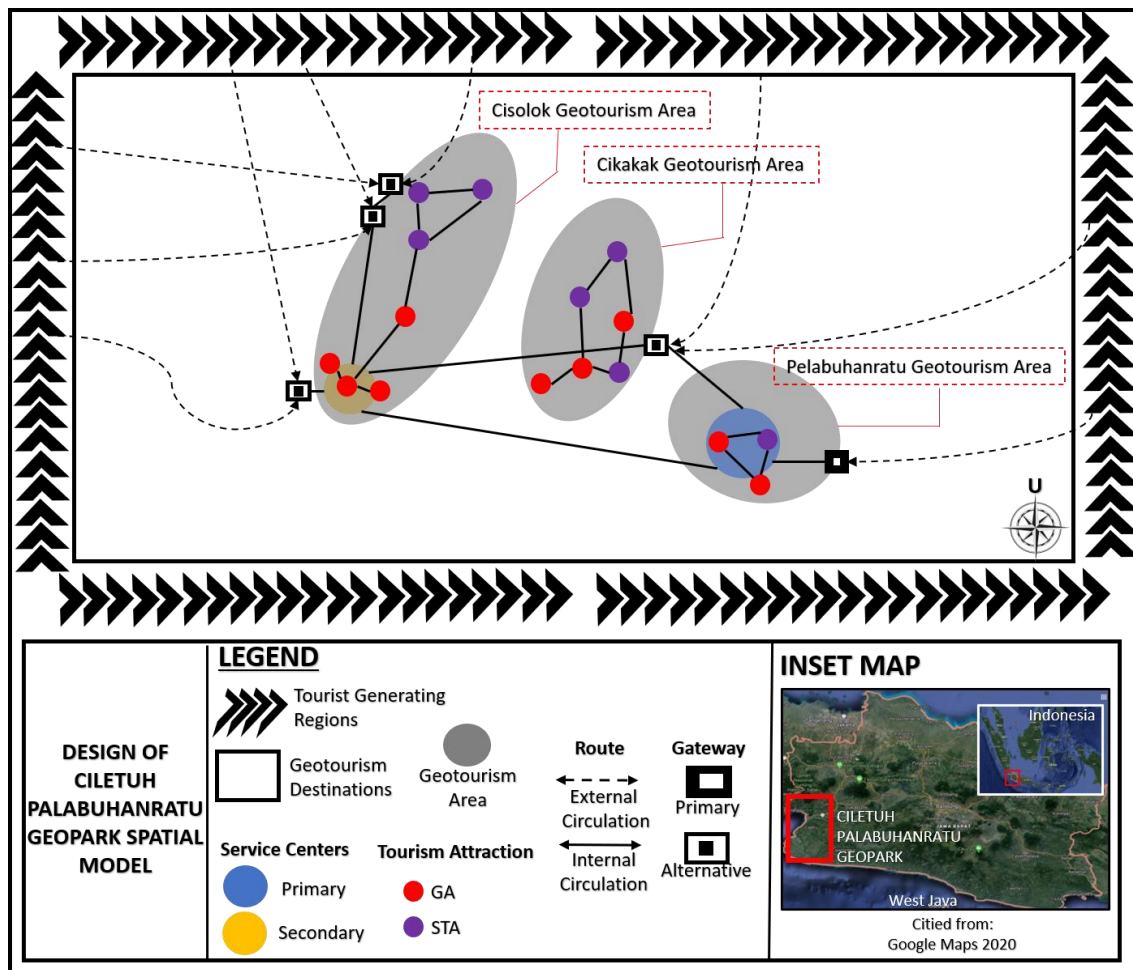 Cisolok Geotourism Area
Cikakak Geotourism Area
Pelabuhanratu Geotourism Area
U
DESIGN OF
CILETUH
PALABUHANRATU
GEOPARK SPATIAL
MODEL
LEGEND
Tourist Generating
Regions
Geotourism
Destinations
Geotourism
Area
Service Centers
Primary
Secondary
Tourism Attraction
GA
STA
Route
External
Circulation
Internal
Circulation
Gateway
Primary
Alternative
INSET MAP
Indonesia
CILETUH
PALABUHANRATU
GEOPARK
West Java
Citied from:
Google Maps 2020